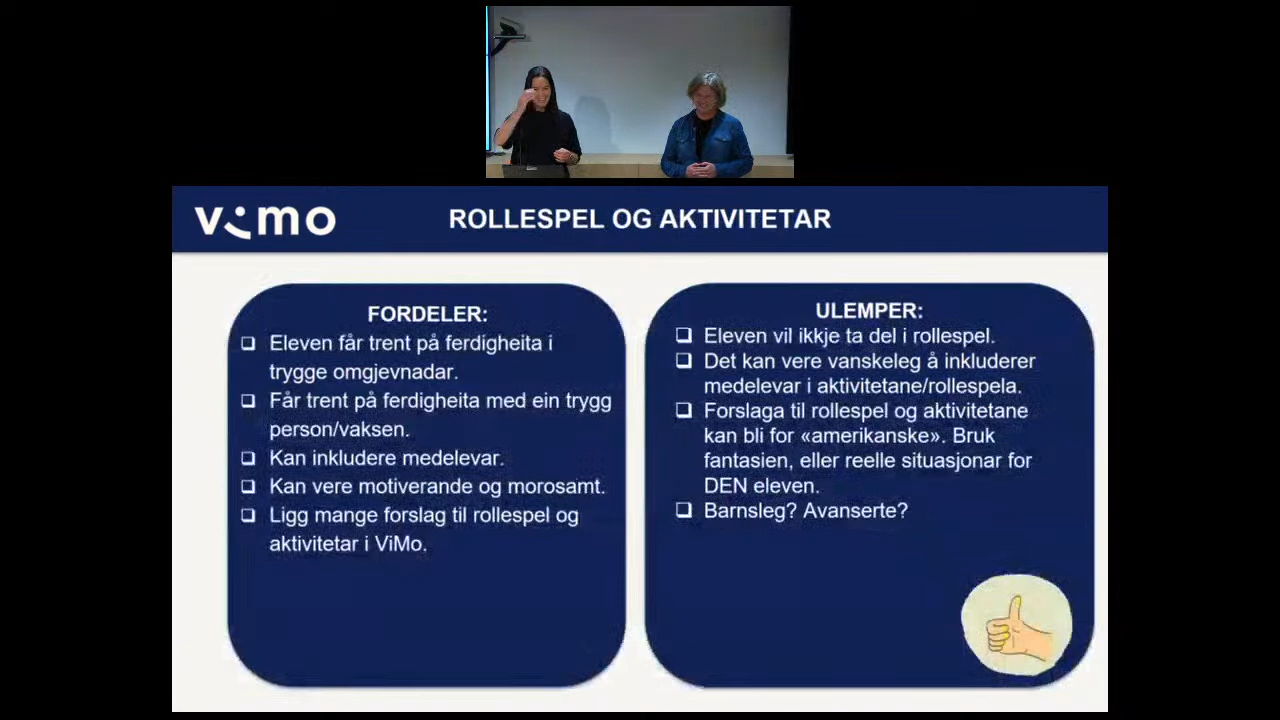 vimo
ROLLESPEL OG AKTIVITETAR
FORDELER:
Eleven får trent på ferdigheita i
trygge omgjevnadar.
Får trent på ferdigheita med ein trygg
person/vaksen.
Kan inkludere medelevar.
Kan vere motiverande og morosamt.
Ligg mange forslag til rollespel og
aktivitetar i ViMo.
ULEMPER:
Eleven vil ikkje ta del i rollespel.
Det kan vere vanskeleg å inkluderer
medelevar i aktivitetane/rollespela.
Forslaga til rollespel og aktivitetane
kan bli for «amerikanske». Bruk
fantasien, eller reelle situasjonar for
DEN eleven.
Barnsleg? Avanserte?